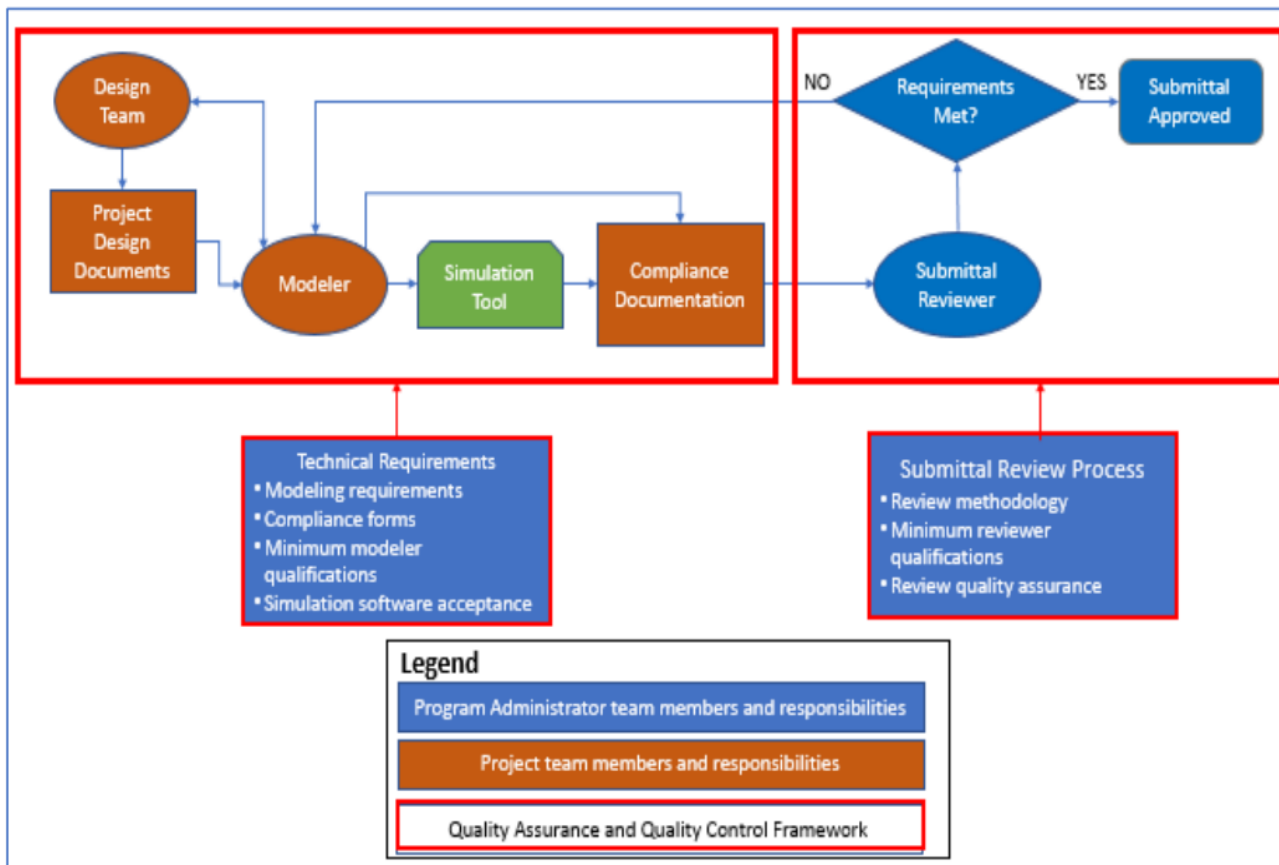 Design
Team
NO
Requirements
Met?
YES
Submittal
Approved
Project
Design
Documents
Modeler
Simulation
Tool
Compliance
Documentation
Submittal
Reviewer
Technical Requirements
▪ Modeling requirements
▪ Compliance forms
▪ Minimum modeler
qualifications
▪ Simulation software acceptance
Submittal Review Process
▪ Review methodology
▪ Minimum reviewer
qualifications
▪ Review quality assurance
Legend
Program Administrator team members and responsibilities
Project team members and responsibilities
Quality Assurance and Quality Control Framework